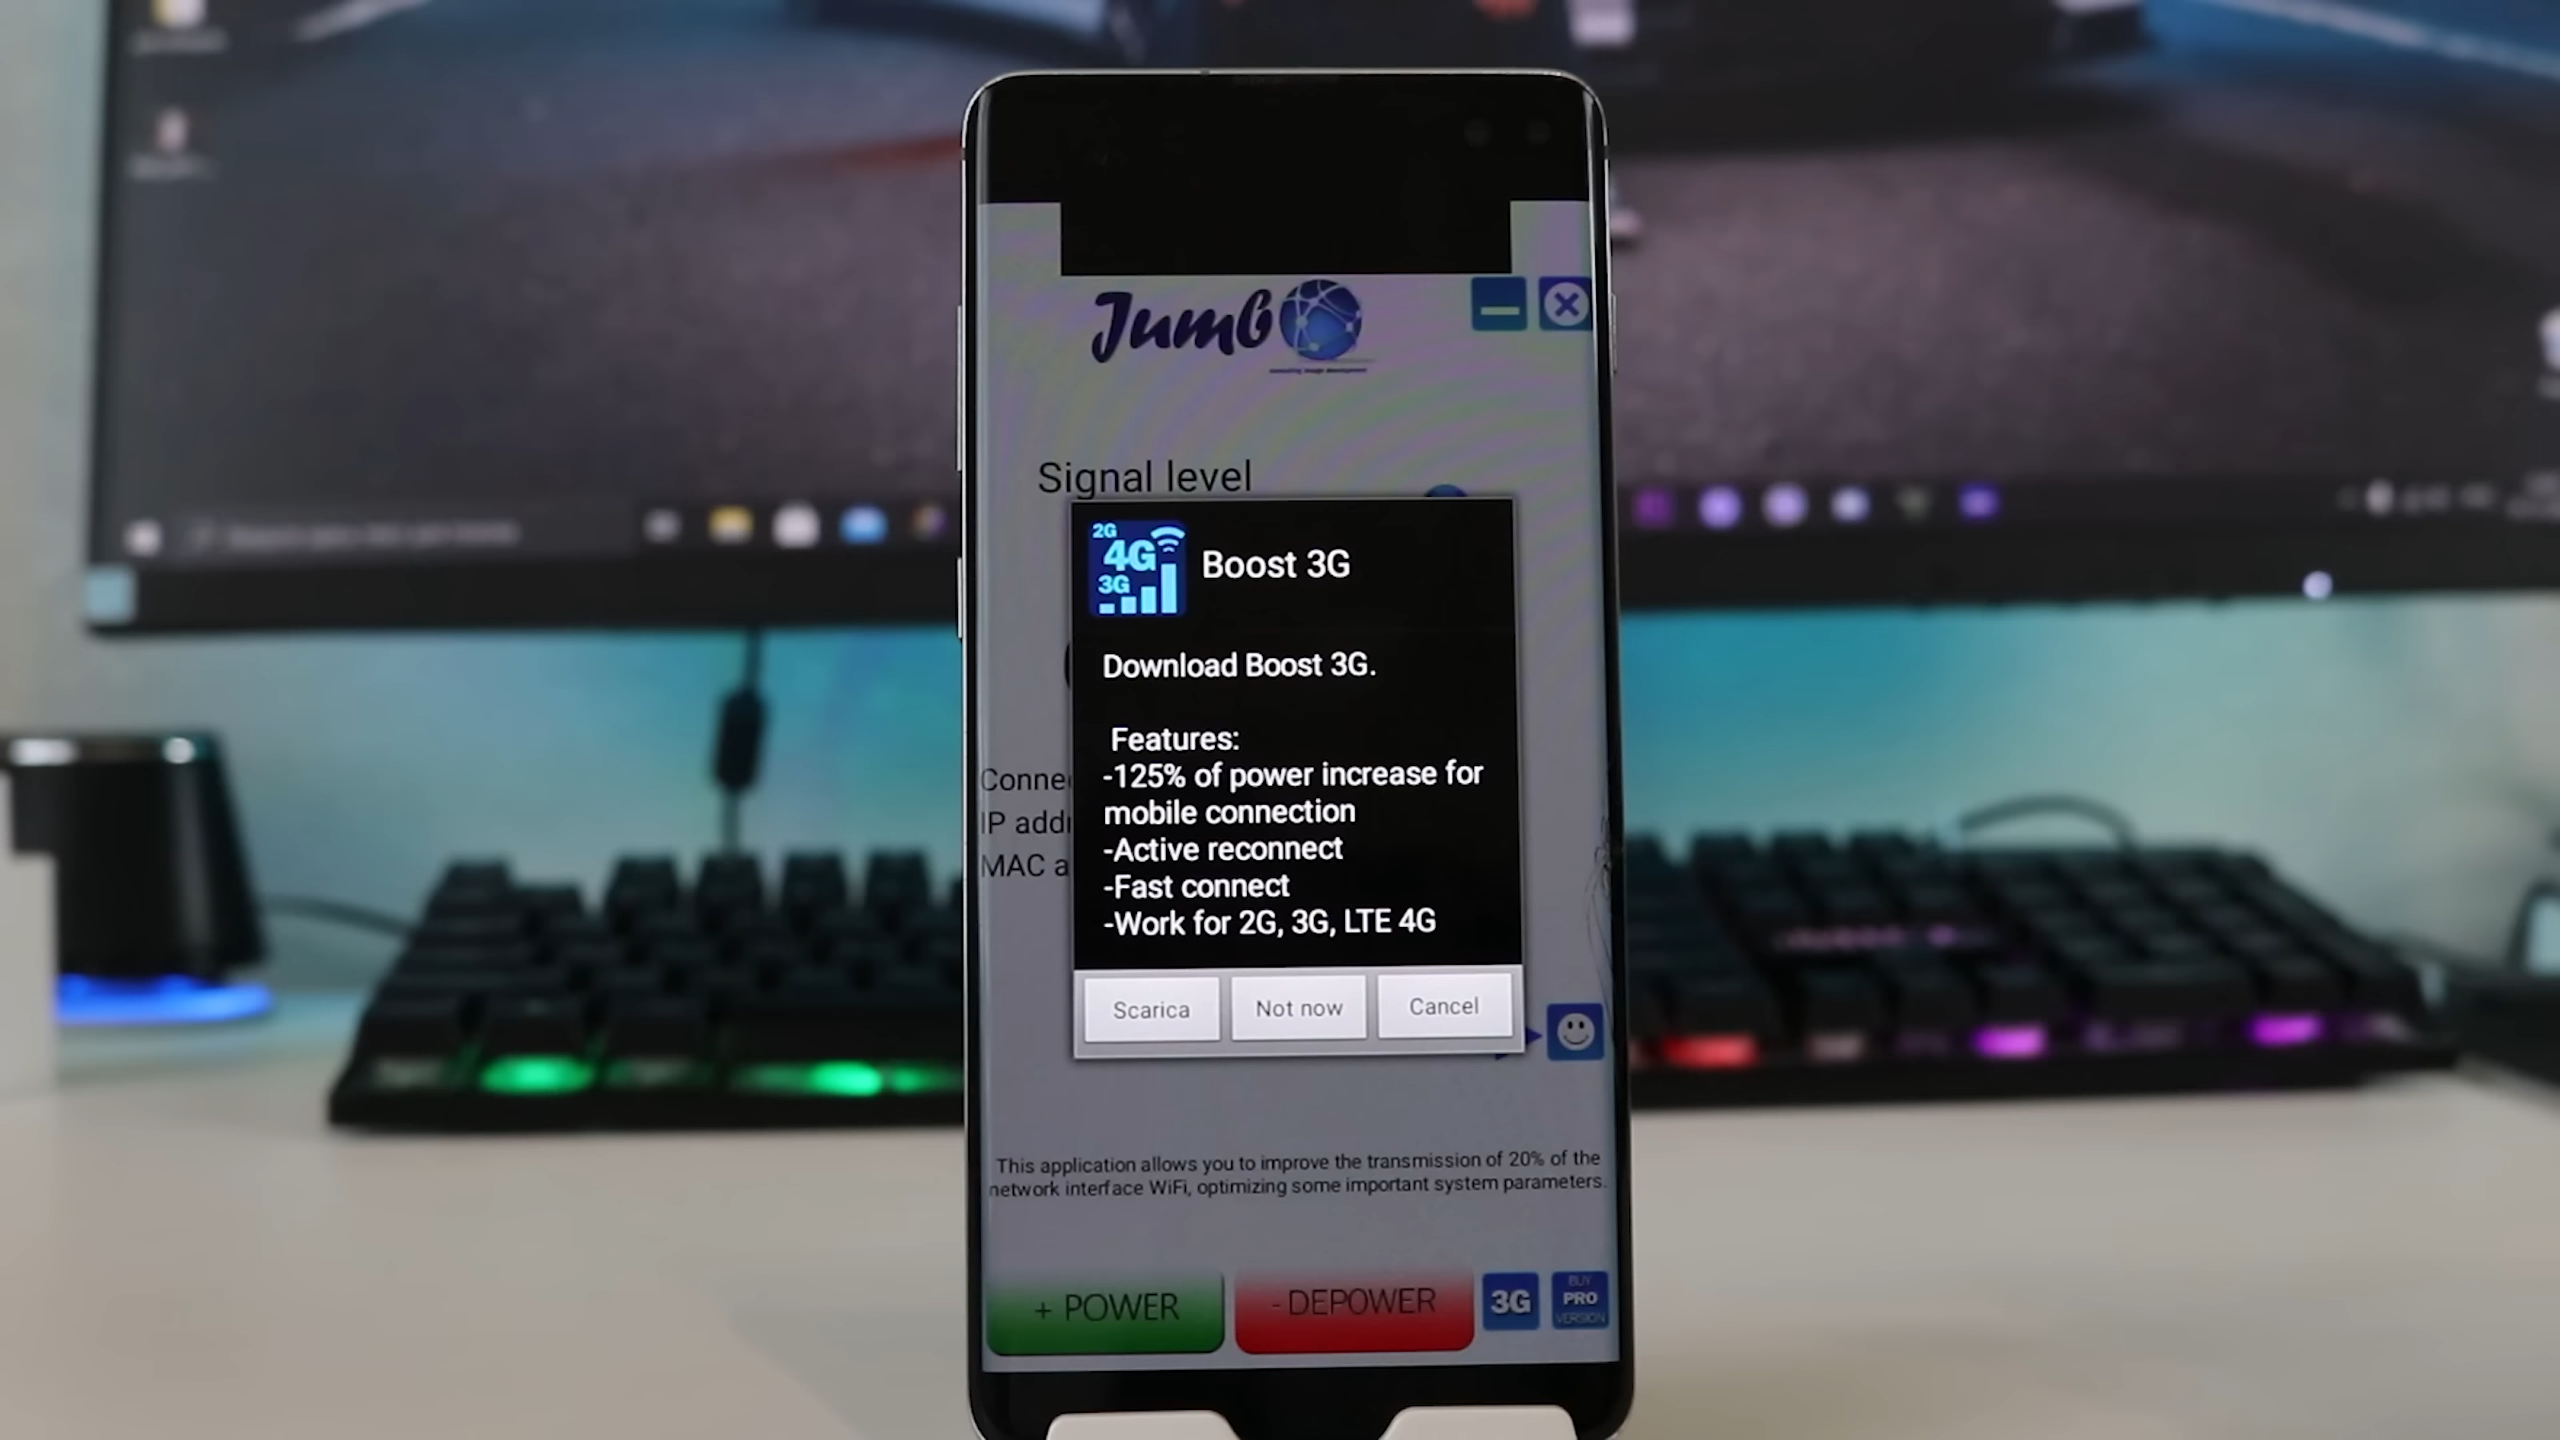 Jumbo
Signal level
2G
4G
3G
Boost 3G
Download Boost 3G.
Features:
-125% of power increase for
mobile connection
-Active reconnect
-Fast connect
-Work for 2G, 3G, LTE 4G
Conne
IP add
MAC a
Scarica
Not now
Cancel
This application allows you to improve the transmission of 20% of the
network interface WiFi, optimizing some important system parameters.
+ POWER
- DEPOWER
3G
BUY
PRO
VERSION